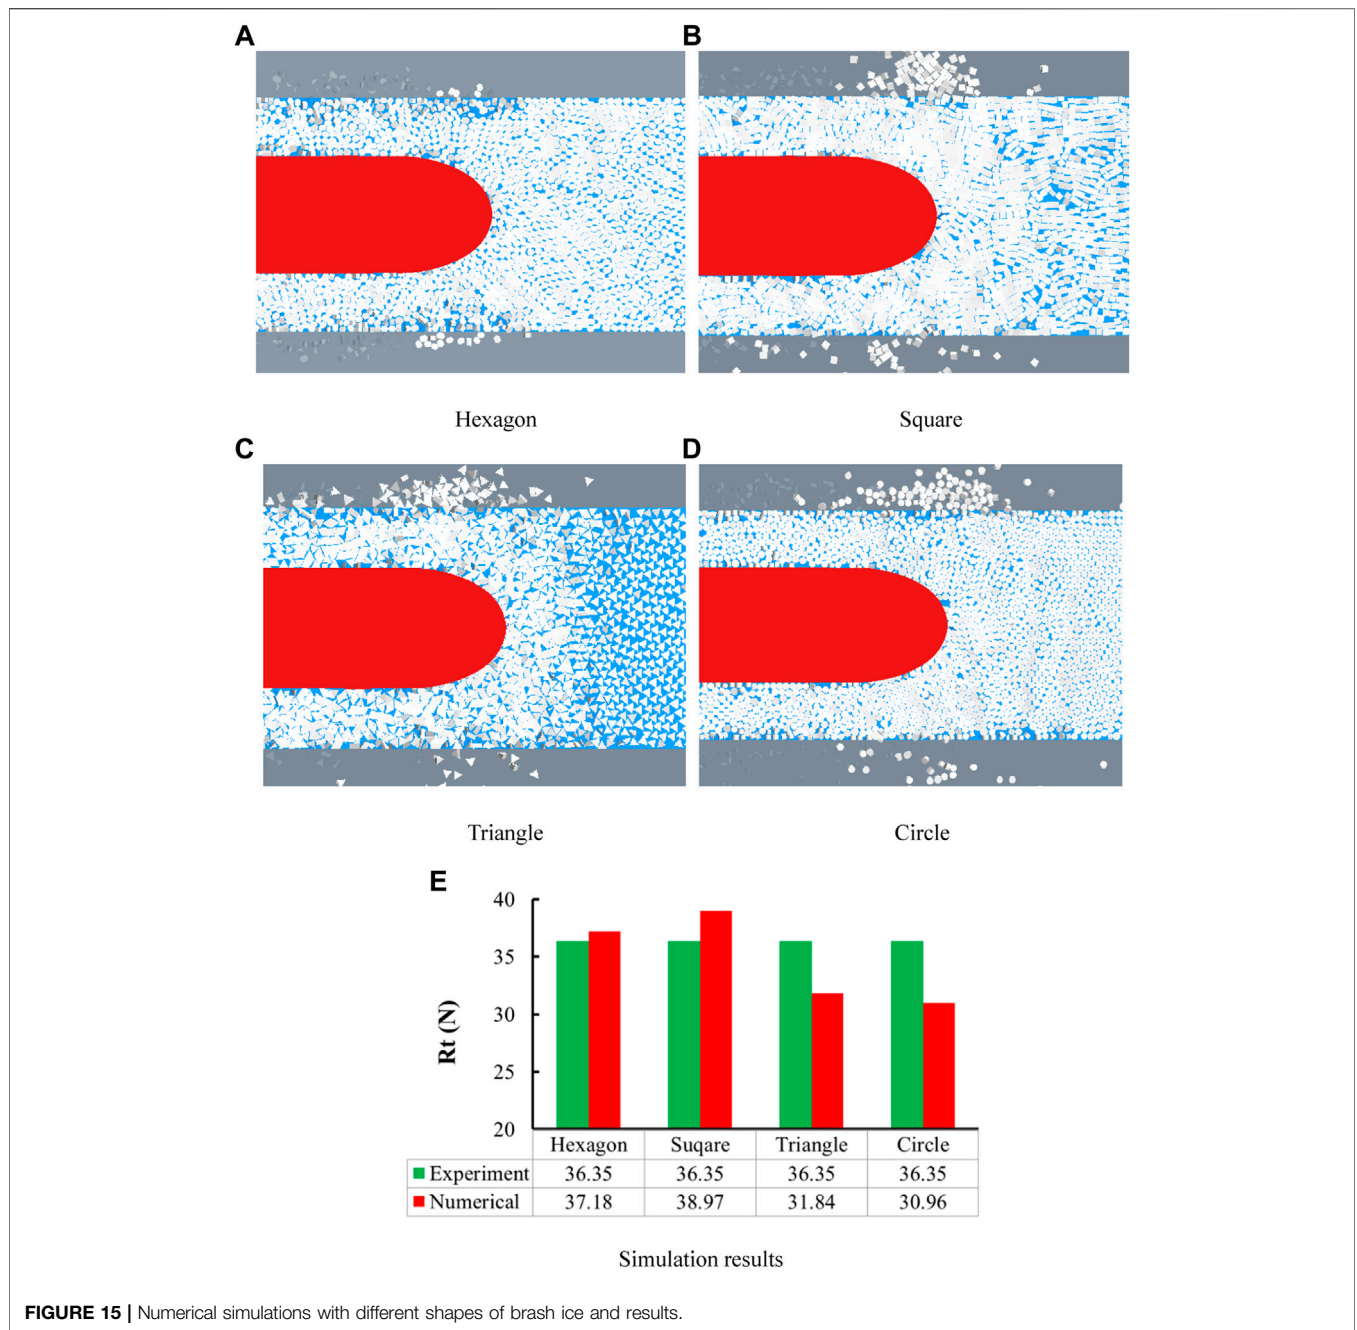 A
B
Hexagon
Square
C
D
Triangle
Circle
E
40
35
30
25
20
Rt (N)
Hexagon Suqare Triangle Circle
Experiment 36.35 36.35 36.35 36.35
Numerical 37.18 38.97 31.84 30.96
Simulation results
FIGURE 15 | Numerical simulations with different shapes of brash ice and results.